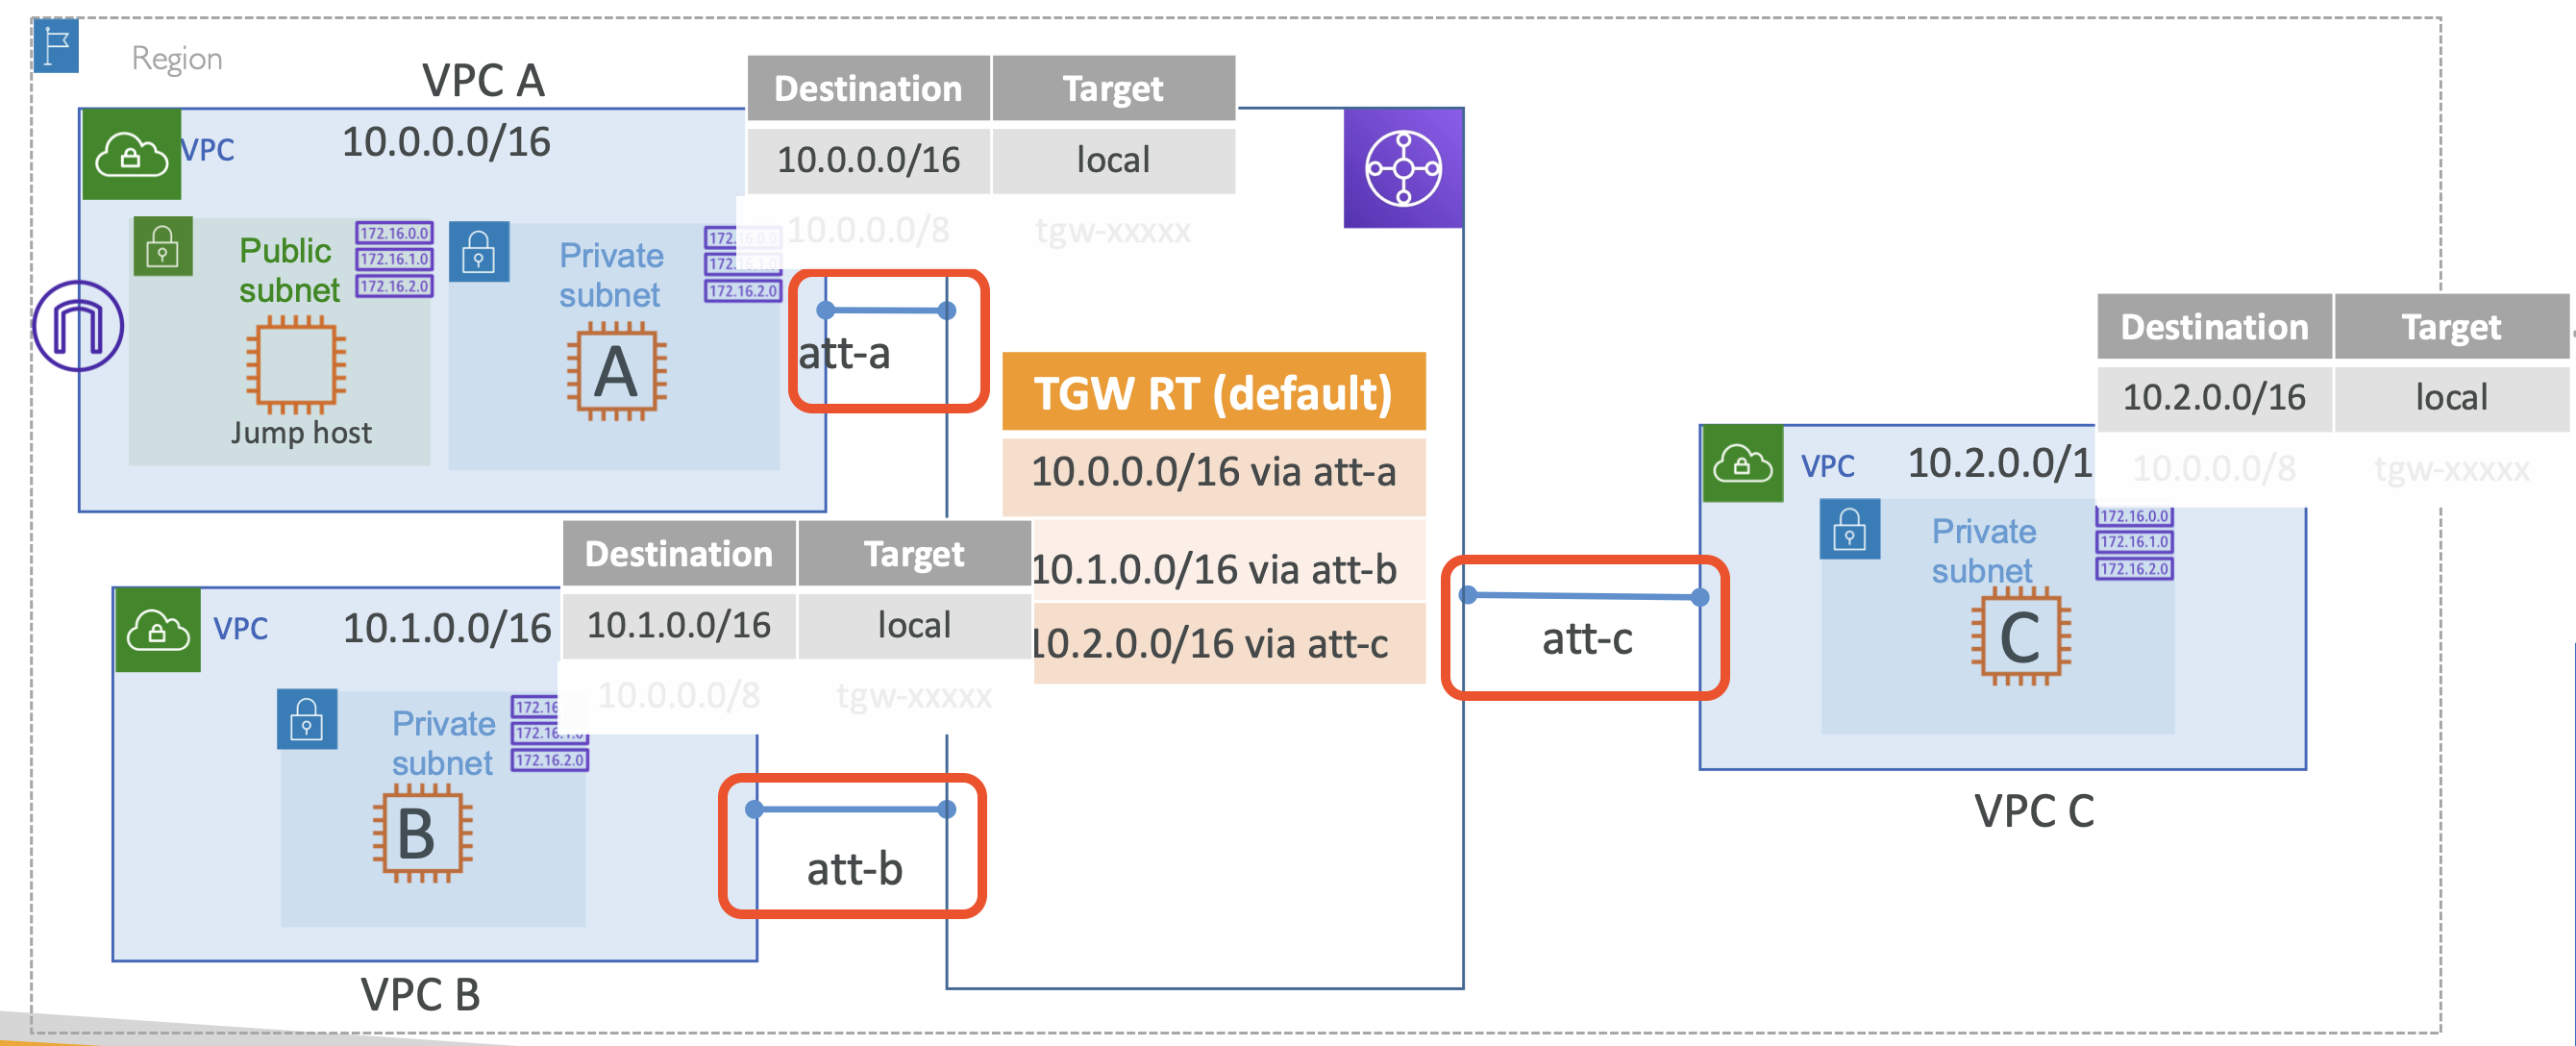 Region
VPC A
VPC
10.0.0.0/16
Public
subnet
172.16.0.0
172.16.1.0
172.16.2.0
Jump host
Private
subnet
172.16.0.0
172.16.1.0
172.16.2.0
A
Destination Target
10.0.0.0/16 local
10.0.0.0/8 tgw-xxxxx
att-a
TGW RT (default)
10.0.0.0/16 via att-a
10.1.0.0/16 via att-b
10.2.0.0/16 via att-c
VPC
10.1.0.0/16
Destination Target
10.1.0.0/16 local
10.0.0.0/8 tgw-xxxxx
Private
subnet
172.16
172.16.1.0
172.16.2.0
B
att-b
VPC B
att-c
Destination Target
10.2.0.0/16 local
10.0.0.0/8 tgw-xxxxx
VPC
10.2.0.0/1
Private
subnet
172.16.0.0
172.16.1.0
172.16.2.0
C
VPC C